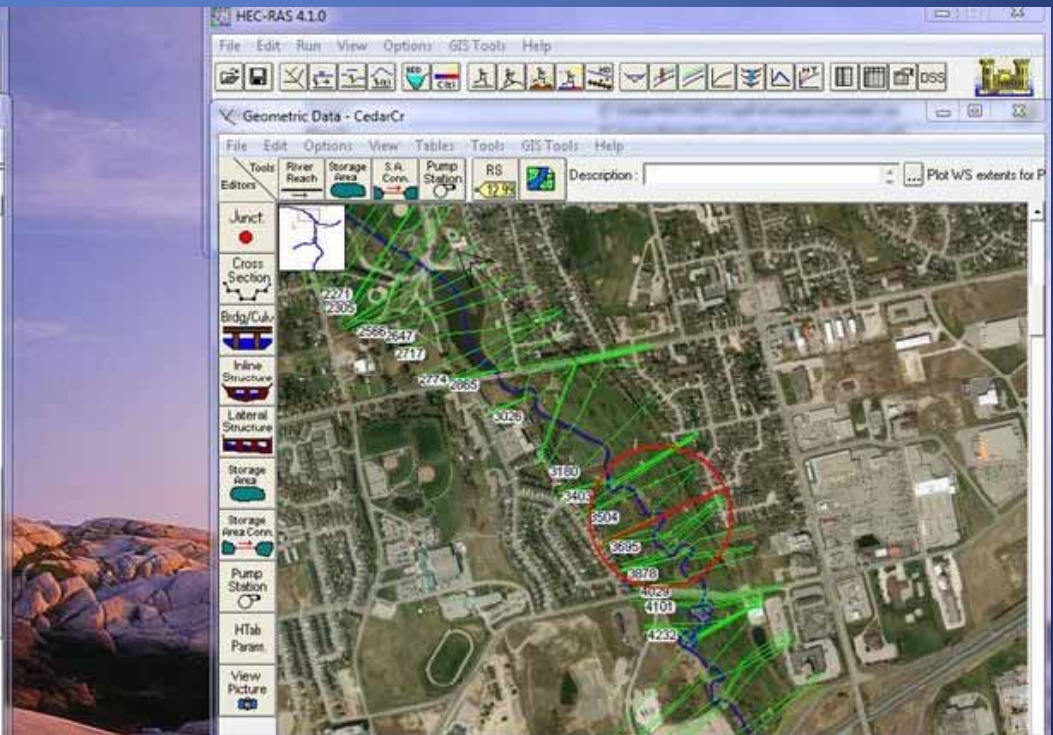 HEC-RAS 4.1.0
File Edit Run View Options GIS Tools Help
DSS
Geometric Data - CedarCr
File Edit Options View Tables Tools GIS Tools Help
Tools
Editors
River Reach
Storage Area
S.A. Conn.
Pump Station
RS
Description :
...
Plot WS extents for P
Junct.
Cross Section
Brdg/Culv
Inline Structure
Lateral Structure
Storage Area
Storage Area Conn.
Pump Station
HTab Param.
View Picture
2271
2305
2566
2647
2717
2774
2865
3026
3180
3403
3504
3695
3878
4029
4101
4232